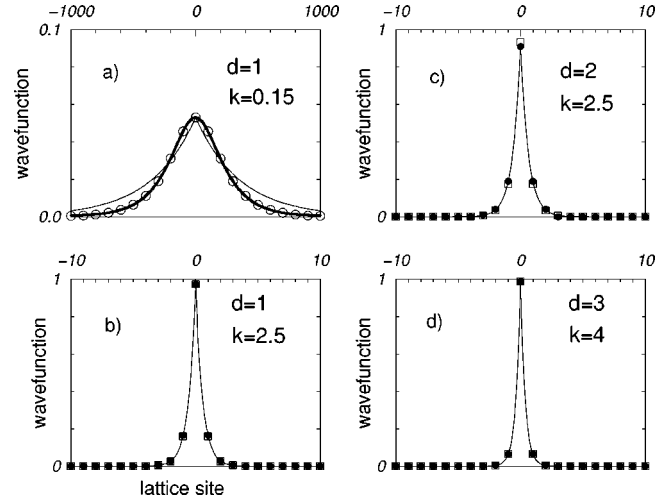 −1000 0 1000
0.1
a)
d=1
k=0.15
wavefunction
0.0
−10 0 10
1
c)
d=2
k=2.5
wavefunction
0
−10 0 10
1
b)
d=1
k=2.5
wavefunction
0
lattice site
−10 0 10
1
d)
d=3
k=4
wavefunction
0